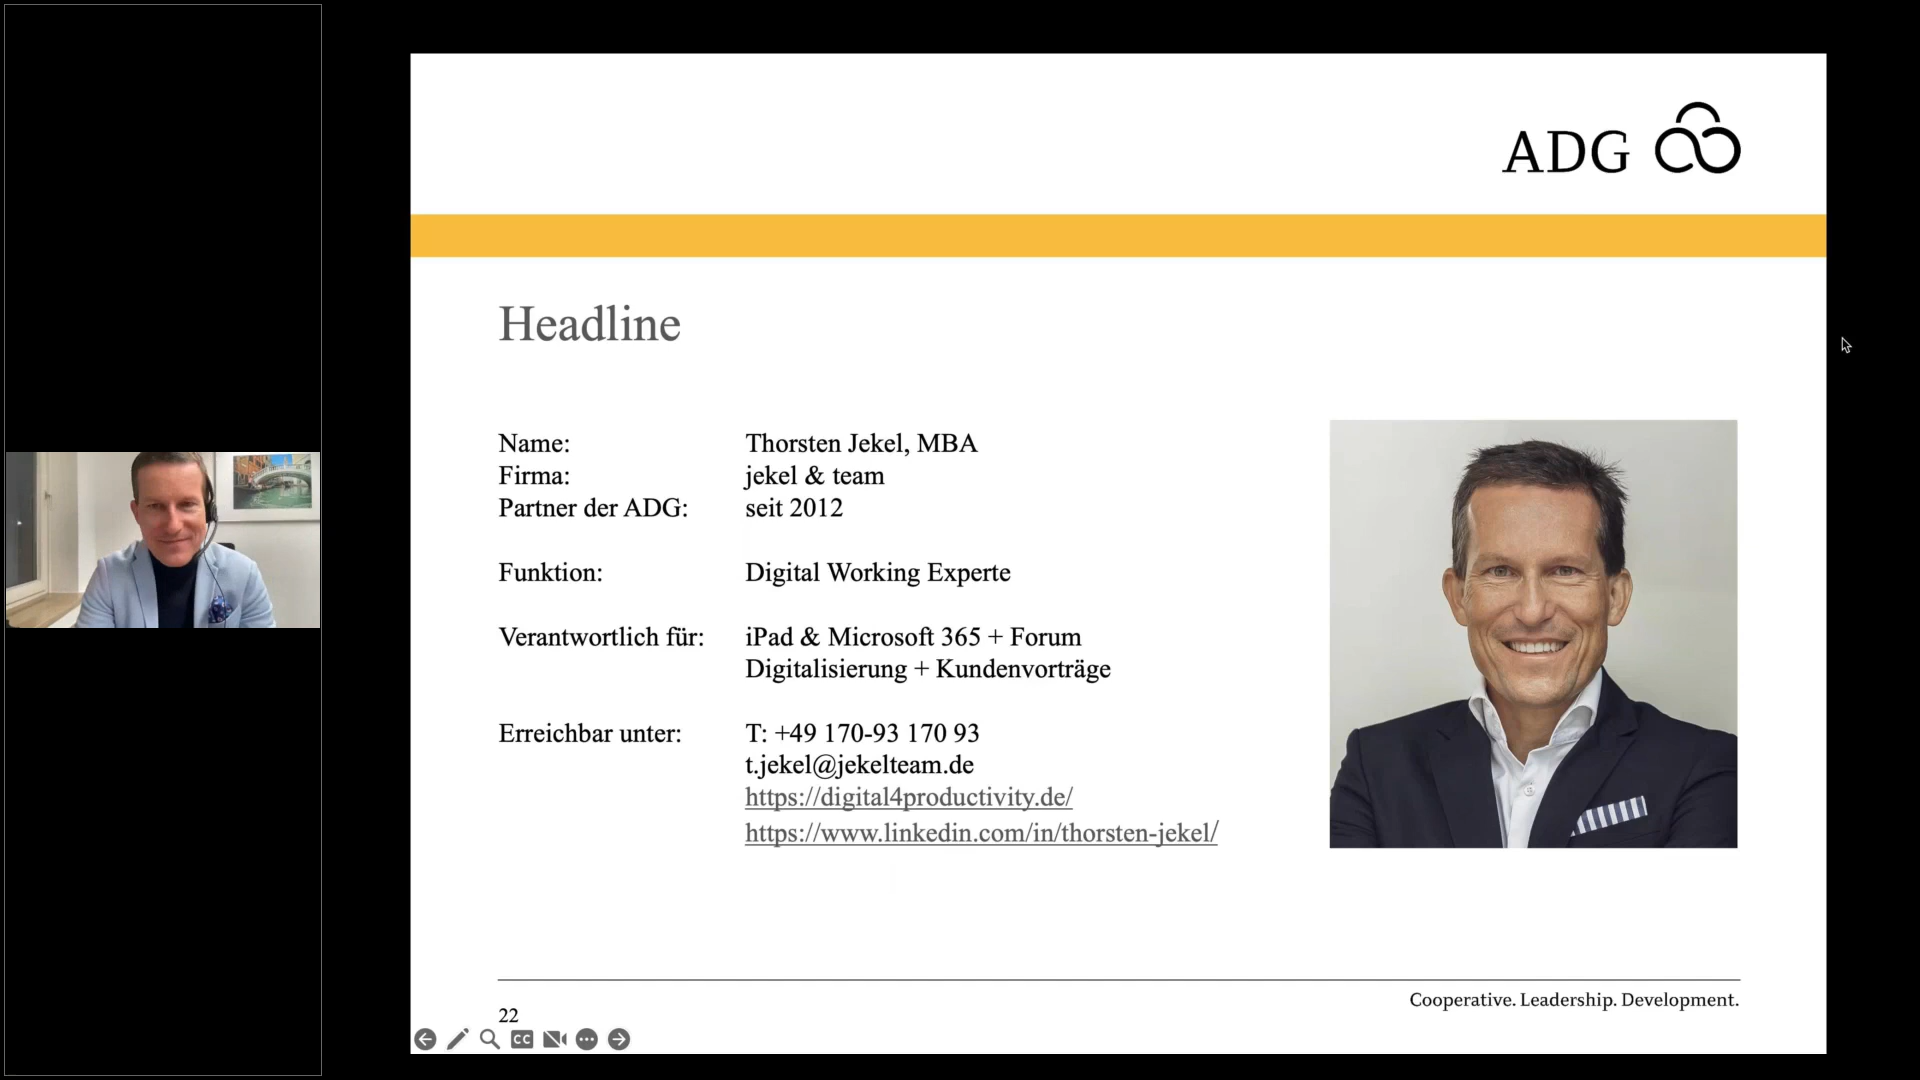 ADG
Headline
Name: Thorsten Jekel, MBA
Firma: jekel & team
Partner der ADG: seit 2012
Funktion: Digital Working Experte
Verantwortlich für: iPad & Microsoft 365 + Forum
Digitalisierung + Kundenvorträge
Erreichbar unter: T: +49 170-93 170 93
t.jekel@jekelteam.de
https://digital4productivity.de/
https://www.linkedin.com/in/thorsten-jekel/
Cooperative. Leadership. Development.
22
CC